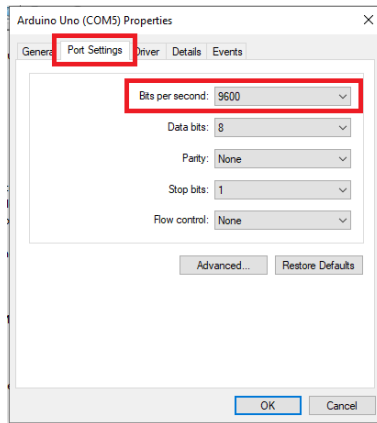 Arduino Uno (COM5) Properties
General Port Settings Driver Details Events
Bits per second: 9600
Data bits: 8
Parity: None
Stop bits: 1
Flow control: None
Advanced... Restore Defaults
OK Cancel